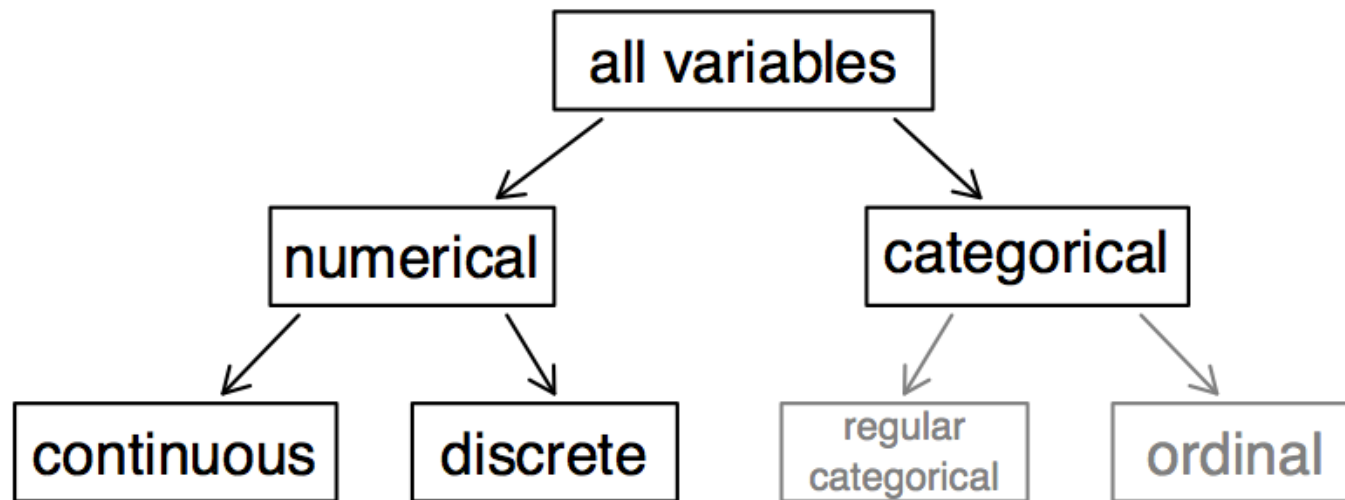 all variables
numerical
categorical
continuous
discrete
regular
categorical
ordinal